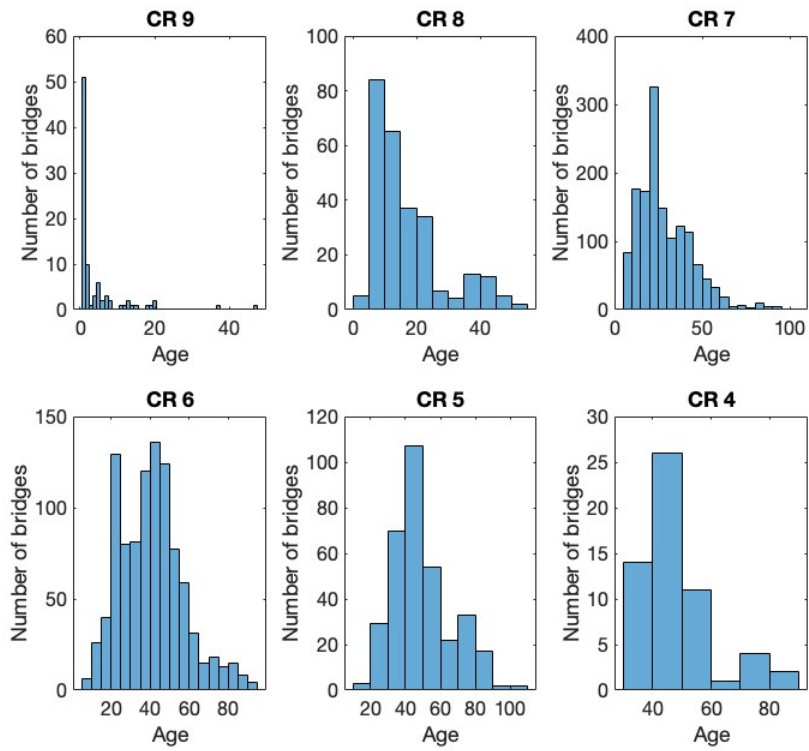 CR 9
60
50
40
30
20
10
0
0 20 40
Number of bridges
Age
CR 8
100
80
60
40
20
0
0 20 40
Number of bridges
Age
CR 7
400
300
200
100
0
0 50 100
Number of bridges
Age
CR 6
150
100
50
0
20 40 60 80
Number of bridges
Age
CR 5
120
100
80
60
40
20
0
20 40 60 80 100
Number of bridges
Age
CR 4
30
25
20
15
10
5
0
40 60 80
Number of bridges
Age